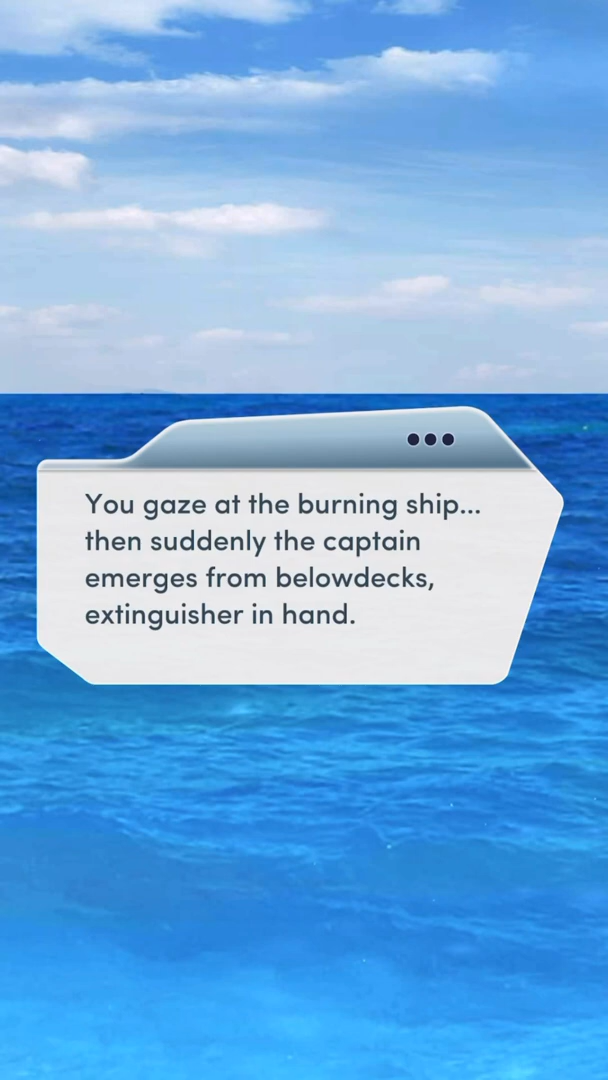 You gaze at the burning ship...
then suddenly the captain
emerges from belowdecks,
extinguisher in hand.